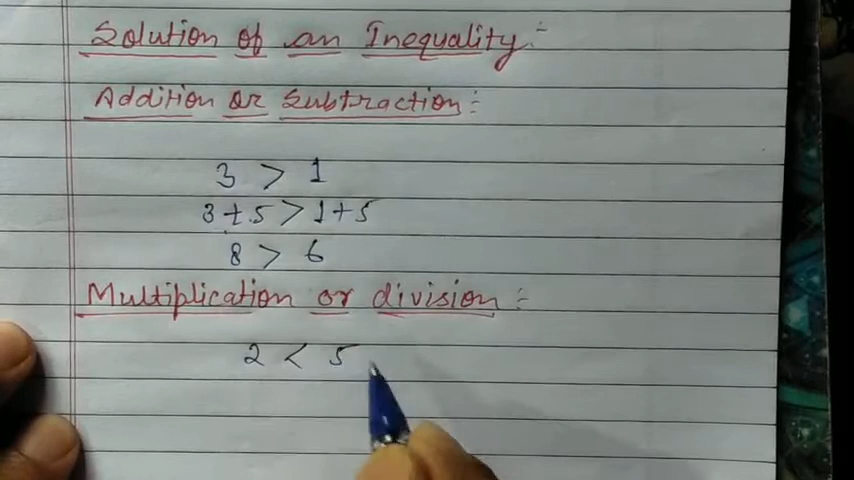 Solution of an Inequality:-
Addition or Subtraction:-
3 > 1
3+5 > 1+5
8 > 6
Multiplication or division:-
2 < 5